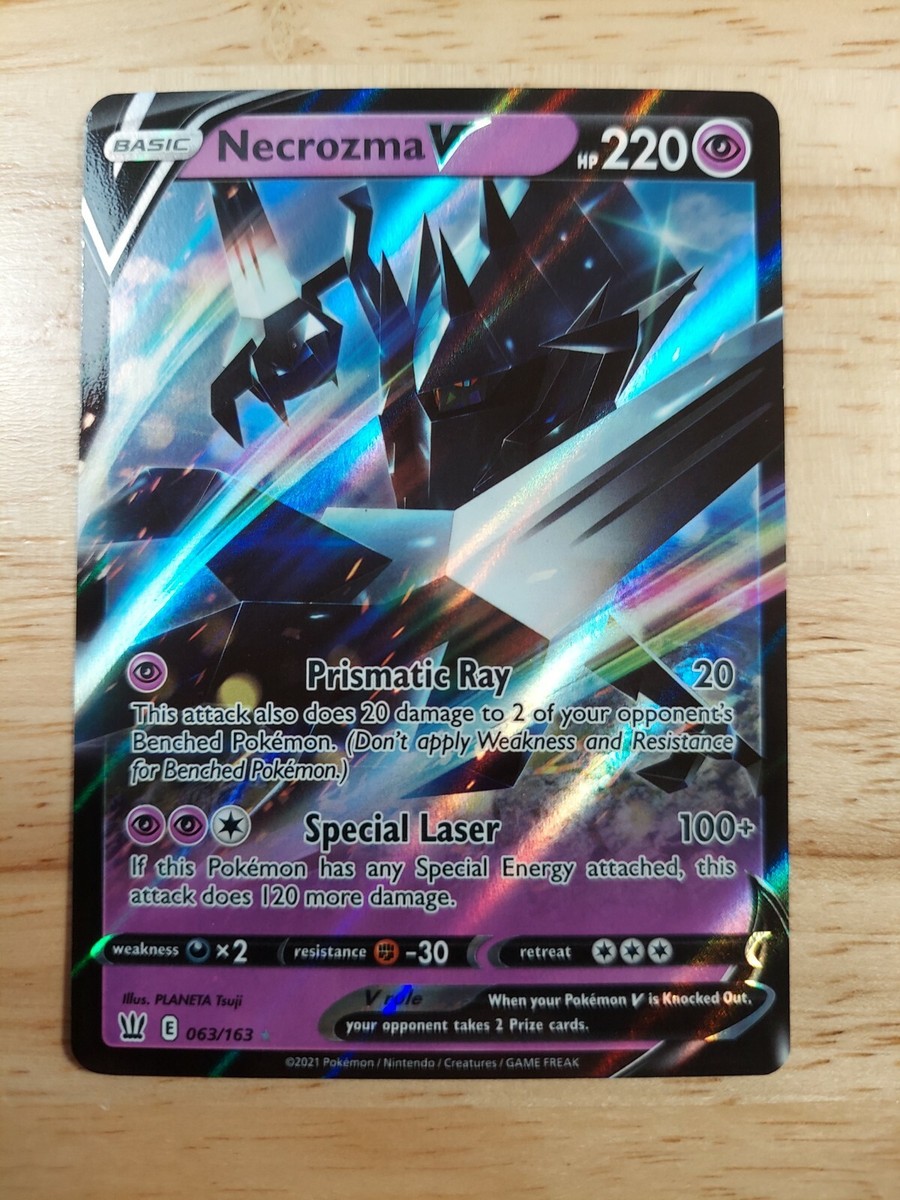 BASIC Necrozma V HP 220
Prismatic Ray 20
This attack also does 20 damage to 2 of your opponent's
Benched Pokémon. (Don't apply Weakness and Resistance
for Benched Pokémon.)
Special Laser 100+
If this Pokémon has any Special Energy attached, this
attack does 120 more damage.
weakness ×2 resistance -30 retreat
Illus. PLANETA Tsuji
V rule When your Pokémon V is Knocked Out,
your opponent takes 2 Prize cards.
E 063/163
©2021 Pokémon / Nintendo / Creatures / GAME FREAK